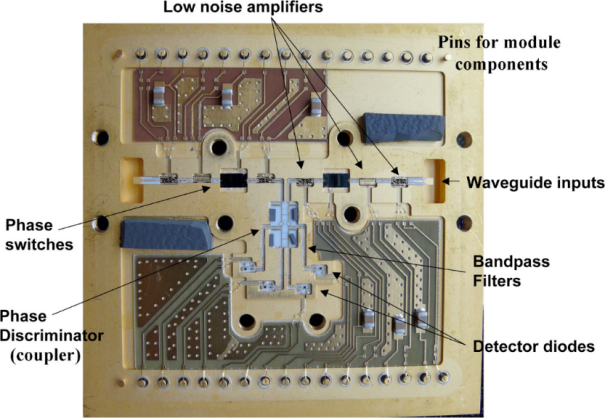 Low noise amplifiers
Pins for module
components
Waveguide inputs
Phase
switches
Bandpass
Filters
Phase
Discriminator
(coupler)
Detector diodes